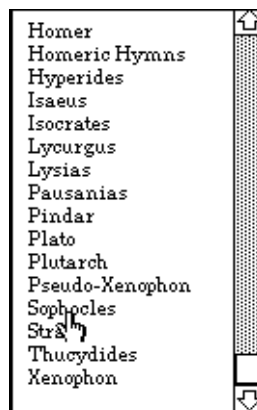 Homer
Homeric Hymns
Hyperides
Isaeus
Isocrates
Lycurgus
Lysias
Pausanias
Pindar
Plato
Plutarch
Pseudo-Xenophon
Sophocles
Thucydides
Xenophon